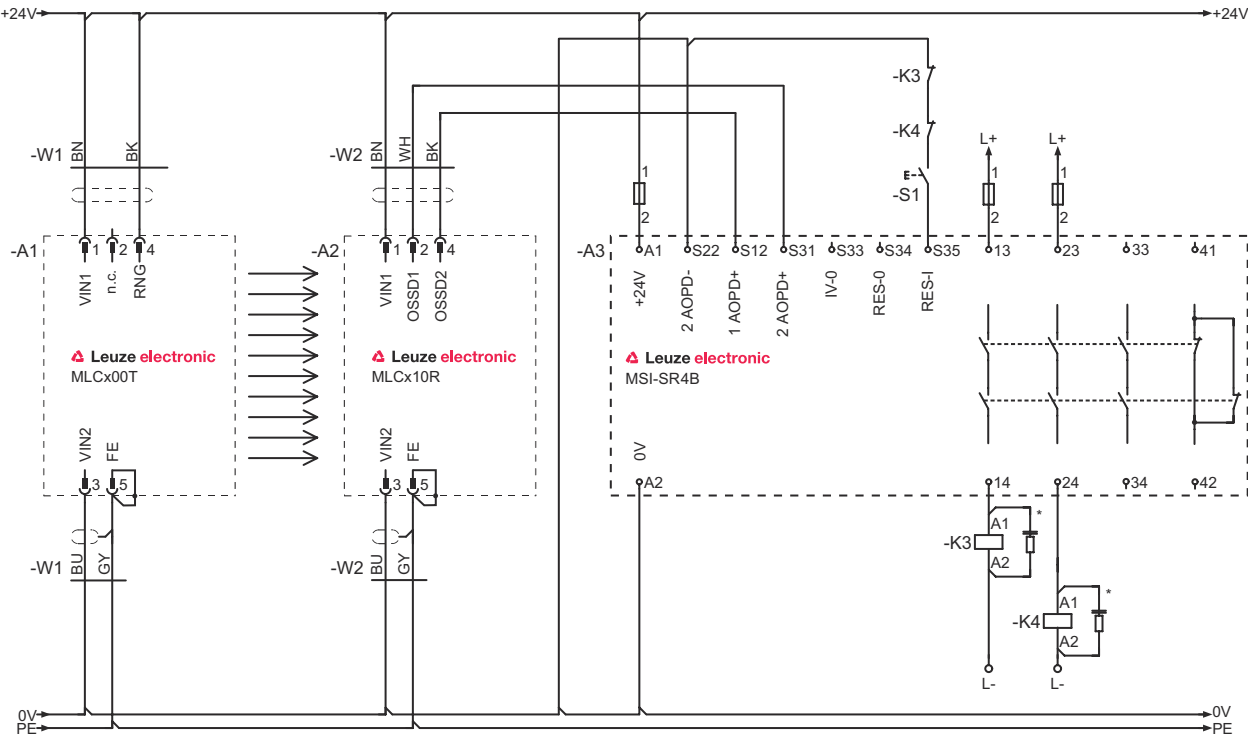 +24V
+24V
-K3
-K4
L+
L+
-W1
BN
BK
-W2
BN
WH
BK
1
2
E
-S1
1
2
1
2
-A1
1
2
4
-A2
1
2
4
-A3
A1
S22
S12
S31
S33
S34
S35
13
23
33
41
VIN1
n.c.
RNG
VIN1
OSSD1
OSSD2
+24V
2 AOPD-
1 AOPD+
2 AOPD+
IV-0
RES-0
RES-I
Leuze electronic
MLCx00T
Leuze electronic
MLCx10R
Leuze electronic
MSI-SR4B
VIN2
FE
VIN2
FE
0V
3
5
3
5
A2
14
24
34
42
-K3
A1
A2
*
-W1
BU
GY
-W2
BU
GY
-K4
A1
A2
*
L-
L-
0V
0V
PE
PE